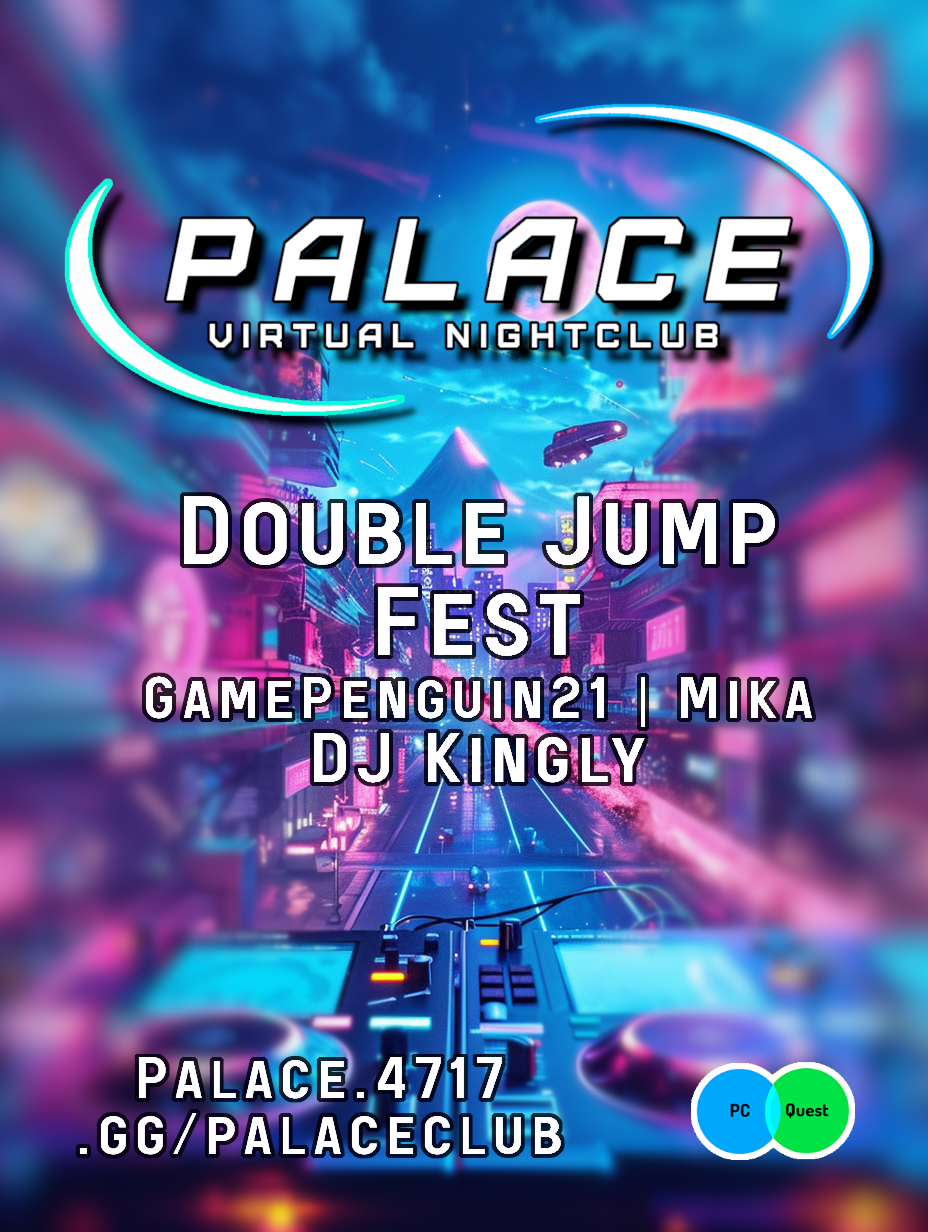 PALACE
VIRTUAL NIGHTCLUB
DOUBLE JUMP
FEST
GAMEPENGUIN21 | MIKA
DJ KINGLY
PALACE.4717
.GG/PALACECLUB
PC Quest